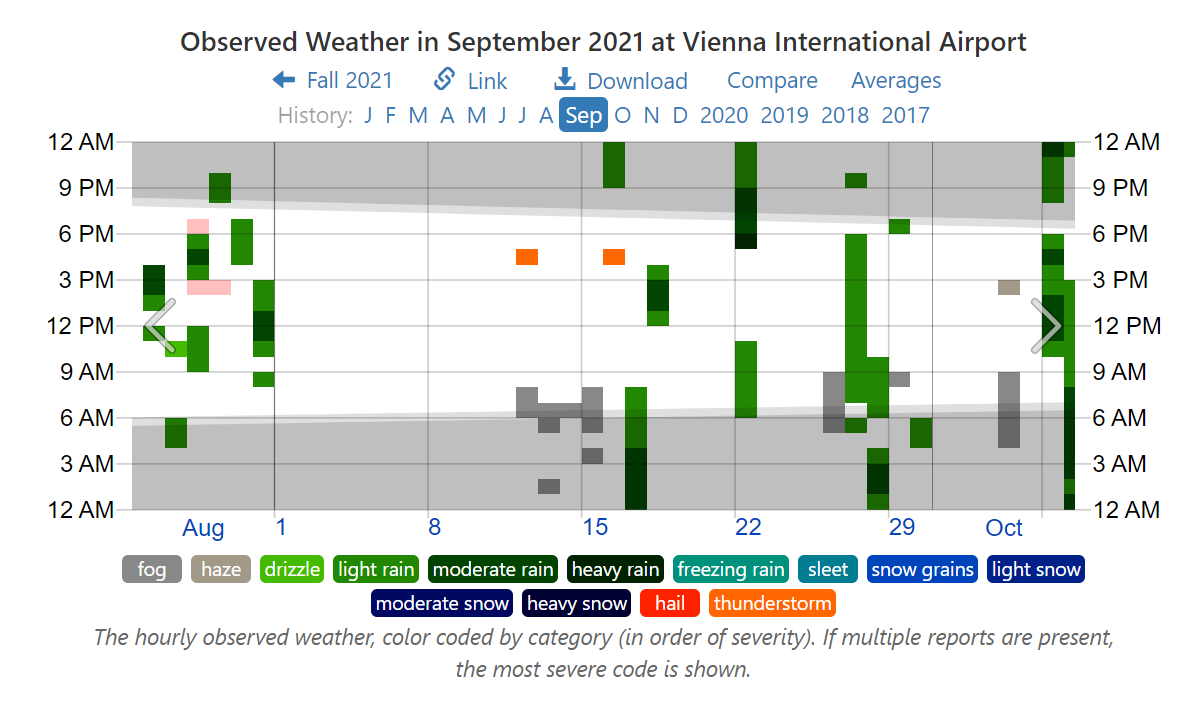 Observed Weather in September 2021 at Vienna International Airport
Fall 2021 Link Download Compare Averages
History: J F M A M J J A Sep O N D 2020 2019 2018 2017
12 AM 12 AM
9 PM 9 PM
6 PM 6 PM
3 PM 3 PM
12 PM 12 PM
9 AM 9 AM
6 AM 6 AM
3 AM 3 AM
12 AM 12 AM
Aug 1 8 15 22 29 Oct
fog haze drizzle light rain moderate rain heavy rain freezing rain sleet snow grains light snow
moderate snow heavy snow hail thunderstorm
The hourly observed weather, color coded by category (in order of severity). If multiple reports are present,
the most severe code is shown.